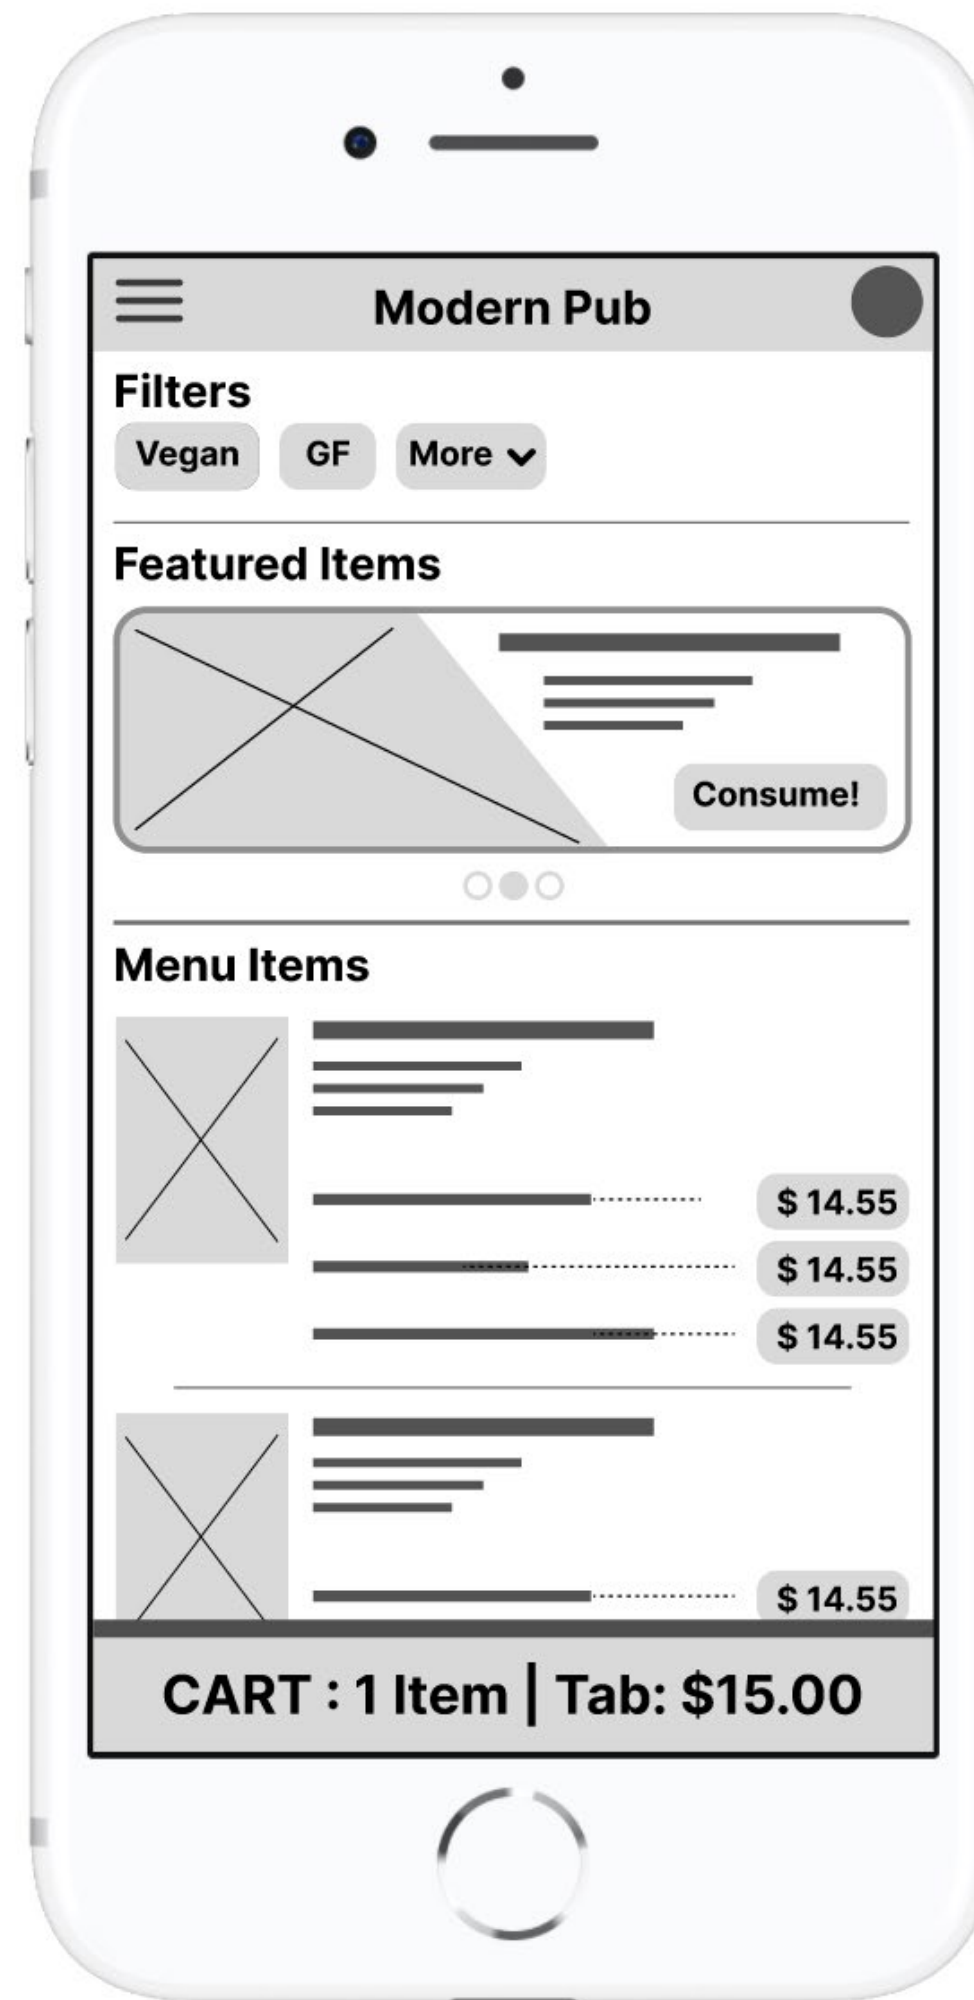 Modern Pub
Filters
Vegan GF More
Featured Items
Consume!
Menu Items
$ 14.55
$ 14.55
$ 14.55
$ 14.55
CART : 1 Item | Tab: $15.00